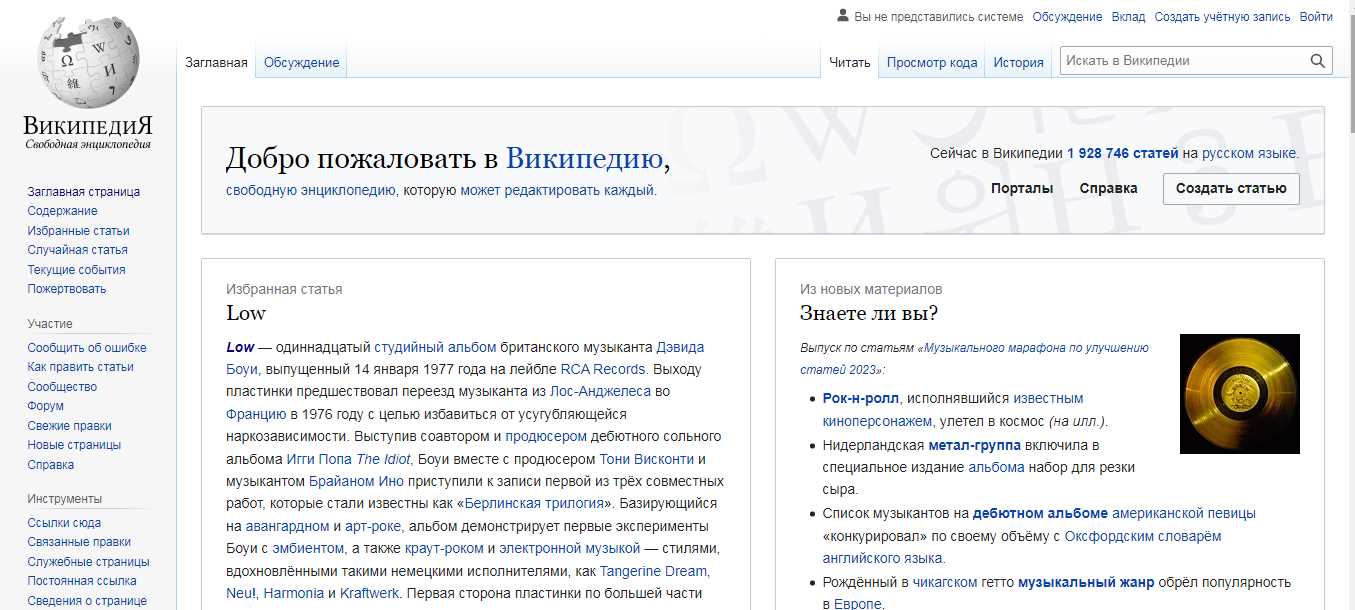 Вы не представились системе Обсуждение Вклад Создать учётную запись Войти
Заглавная Обсуждение Читать Просмотр кода История Искать в Википедии
ВикипедиЯ
Свободная энциклопедия
Заглавная страница
Содержание
Избранные статьи
Случайная статья
Текущие события
Пожертвовать
Участие
Сообщить об ошибке
Как править статьи
Сообщество
Форум
Свежие правки
Новые страницы
Справка
Инструменты
Ссылки сюда
Связанные правки
Служебные страницы
Постоянная ссылка
Сведения о странице
Добро пожаловать в Википедию,
свободную энциклопедию, которую может редактировать каждый.
Сейчас в Википедии 1 928 746 статей на русском языке.
Порталы Справка Создать статью
Избранная статья
Low
Low — одиннадцатый студийный альбом британского музыканта Дэвида
Боуи, выпущенный 14 января 1977 года на лейбле RCA Records. Выходу
пластинки предшествовал переезд музыканта из Лос-Анджелеса во
Францию в 1976 году с целью избавиться от усугубляющейся
наркозависимости. Выступив соавтором и продюсером дебютного сольного
альбома Игги Попа The Idiot, Боуи вместе с продюсером Тони Висконти и
музыкантом Брайаном Ино приступили к записи первой из трёх совместных
работ, которые стали известны как «Берлинская трилогия». Базирующийся
на авангардном и арт-роке, альбом демонстрирует первые эксперименты
Боуи с эмбиентом, а также краут-роком и электронной музыкой — стилями,
вдохновлёнными такими немецкими исполнителями, как Tangerine Dream,
Neu!, Harmonia и Kraftwerk. Первая сторона пластинки по большей части
Из новых материалов
Знаете ли вы?
Выпуск по статьям «Музыкального марафона по улучшению
статей 2023»:
• Рок-н-ролл, исполнявшийся известным
киноперсонажем, улетел в космос (на илл.).
• Нидерландская метал-группа включила в
специальное издание альбома набор для резки
сыра.
• Список музыкантов на дебютном альбоме американской певицы
«конкурировал» по своему объёму с Оксфордским словарём
английского языка.
• Рождённый в чикагском гетто музыкальный жанр обрёл популярность
в Европе.